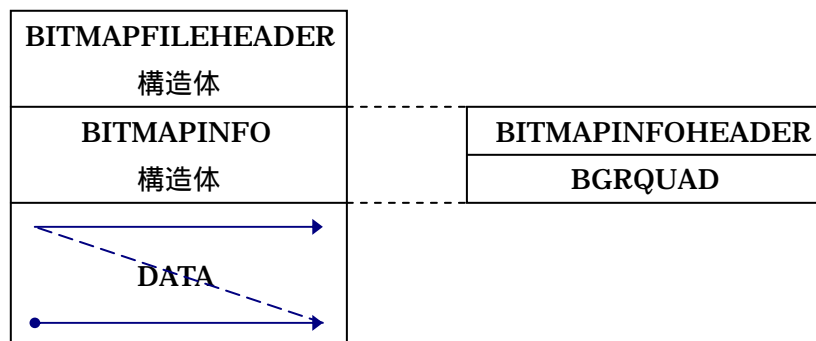 BITMAPFILEHEADER
構造体
BITMAPINFO
構造体
BITMAPINFOHEADER
BGRQUAD
DATA